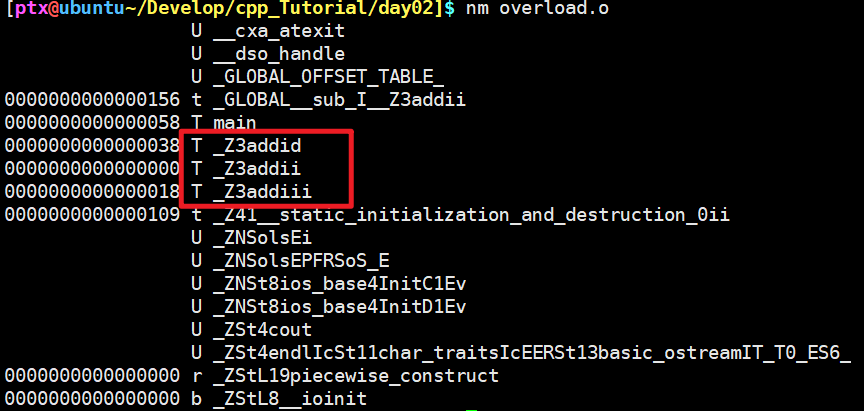 [ptx@ubuntu~/Develop/cpp_Tutorial/day02]$ nm overload.o
U __cxa_atexit
U __dso_handle
U _GLOBAL_OFFSET_TABLE_
0000000000000156 t _GLOBAL__sub_I__Z3addii
0000000000000058 T main
0000000000000038 T _Z3addid
0000000000000000 T _Z3addii
0000000000000018 T _Z3addiii
0000000000000109 t _Z41__static_initialization_and_destruction_0ii
U _ZNSolsEi
U _ZNSolsEPFRSoS_E
U _ZNSt8ios_base4InitC1Ev
U _ZNSt8ios_base4InitD1Ev
U _ZSt4cout
U _ZSt4endlIcSt11char_traitsIcEERSt13basic_ostreamIT_T0_ES6_
0000000000000000 r _ZStL19piecewise_construct
0000000000000000 b _ZStL8__ioinit